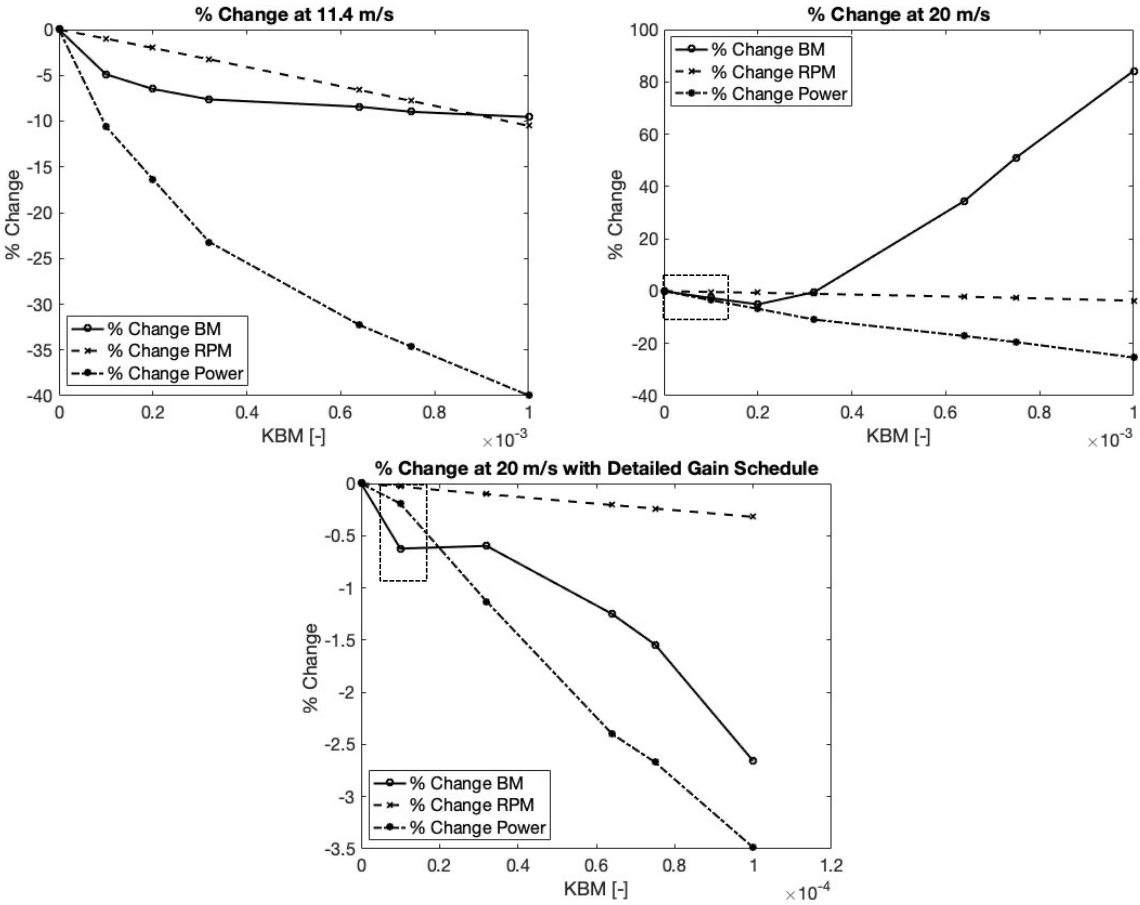 % Change at 11.4 m/s
0
-5
-10
-15
-20
-25
-30
-35
-40
% Change
% Change BM
% Change RPM
% Change Power
0
0.2
0.4
0.6
0.8
1
KBM [-]
×10-3
% Change at 20 m/s
100
80
60
40
20
0
-20
-40
% Change
% Change BM
% Change RPM
% Change Power
0
0.2
0.4
0.6
0.8
1
KBM [-]
×10-3
% Change at 20 m/s with Detailed Gain Schedule
0
-0.5
-1
-1.5
-2
-2.5
-3
-3.5
% Change
% Change BM
% Change RPM
% Change Power
0
0.2
0.4
0.6
0.8
1
1.2
KBM [-]
×10-4